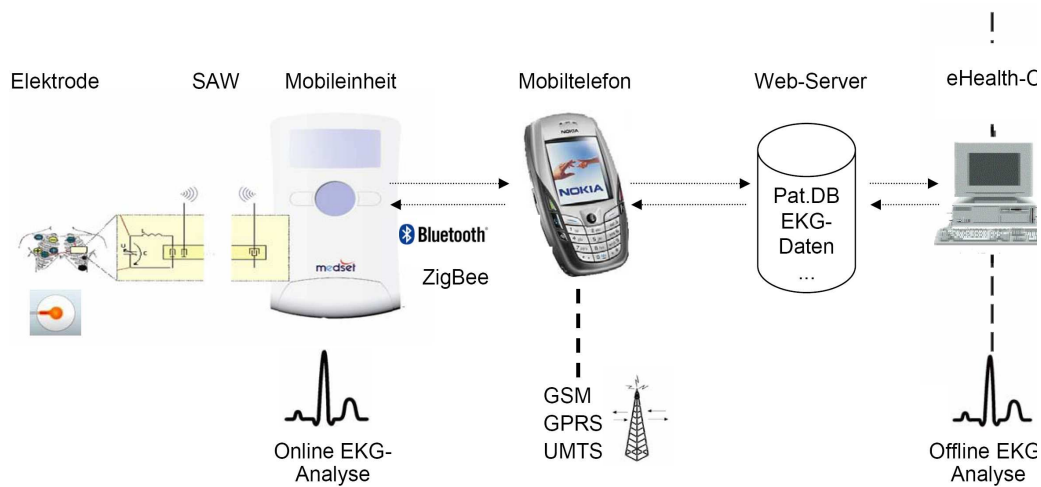 Elektrode
SAW
Mobileinheit
Mobiltelefon
Web-Server
eHealth-C
NOKIA
NOKIA
Pat.DB
EKG-
Daten
...
Bluetooth
ZigBee
medset
C
GSM
GPRS
UMTS
Online EKG-
Analyse
Offline EKG
Analyse